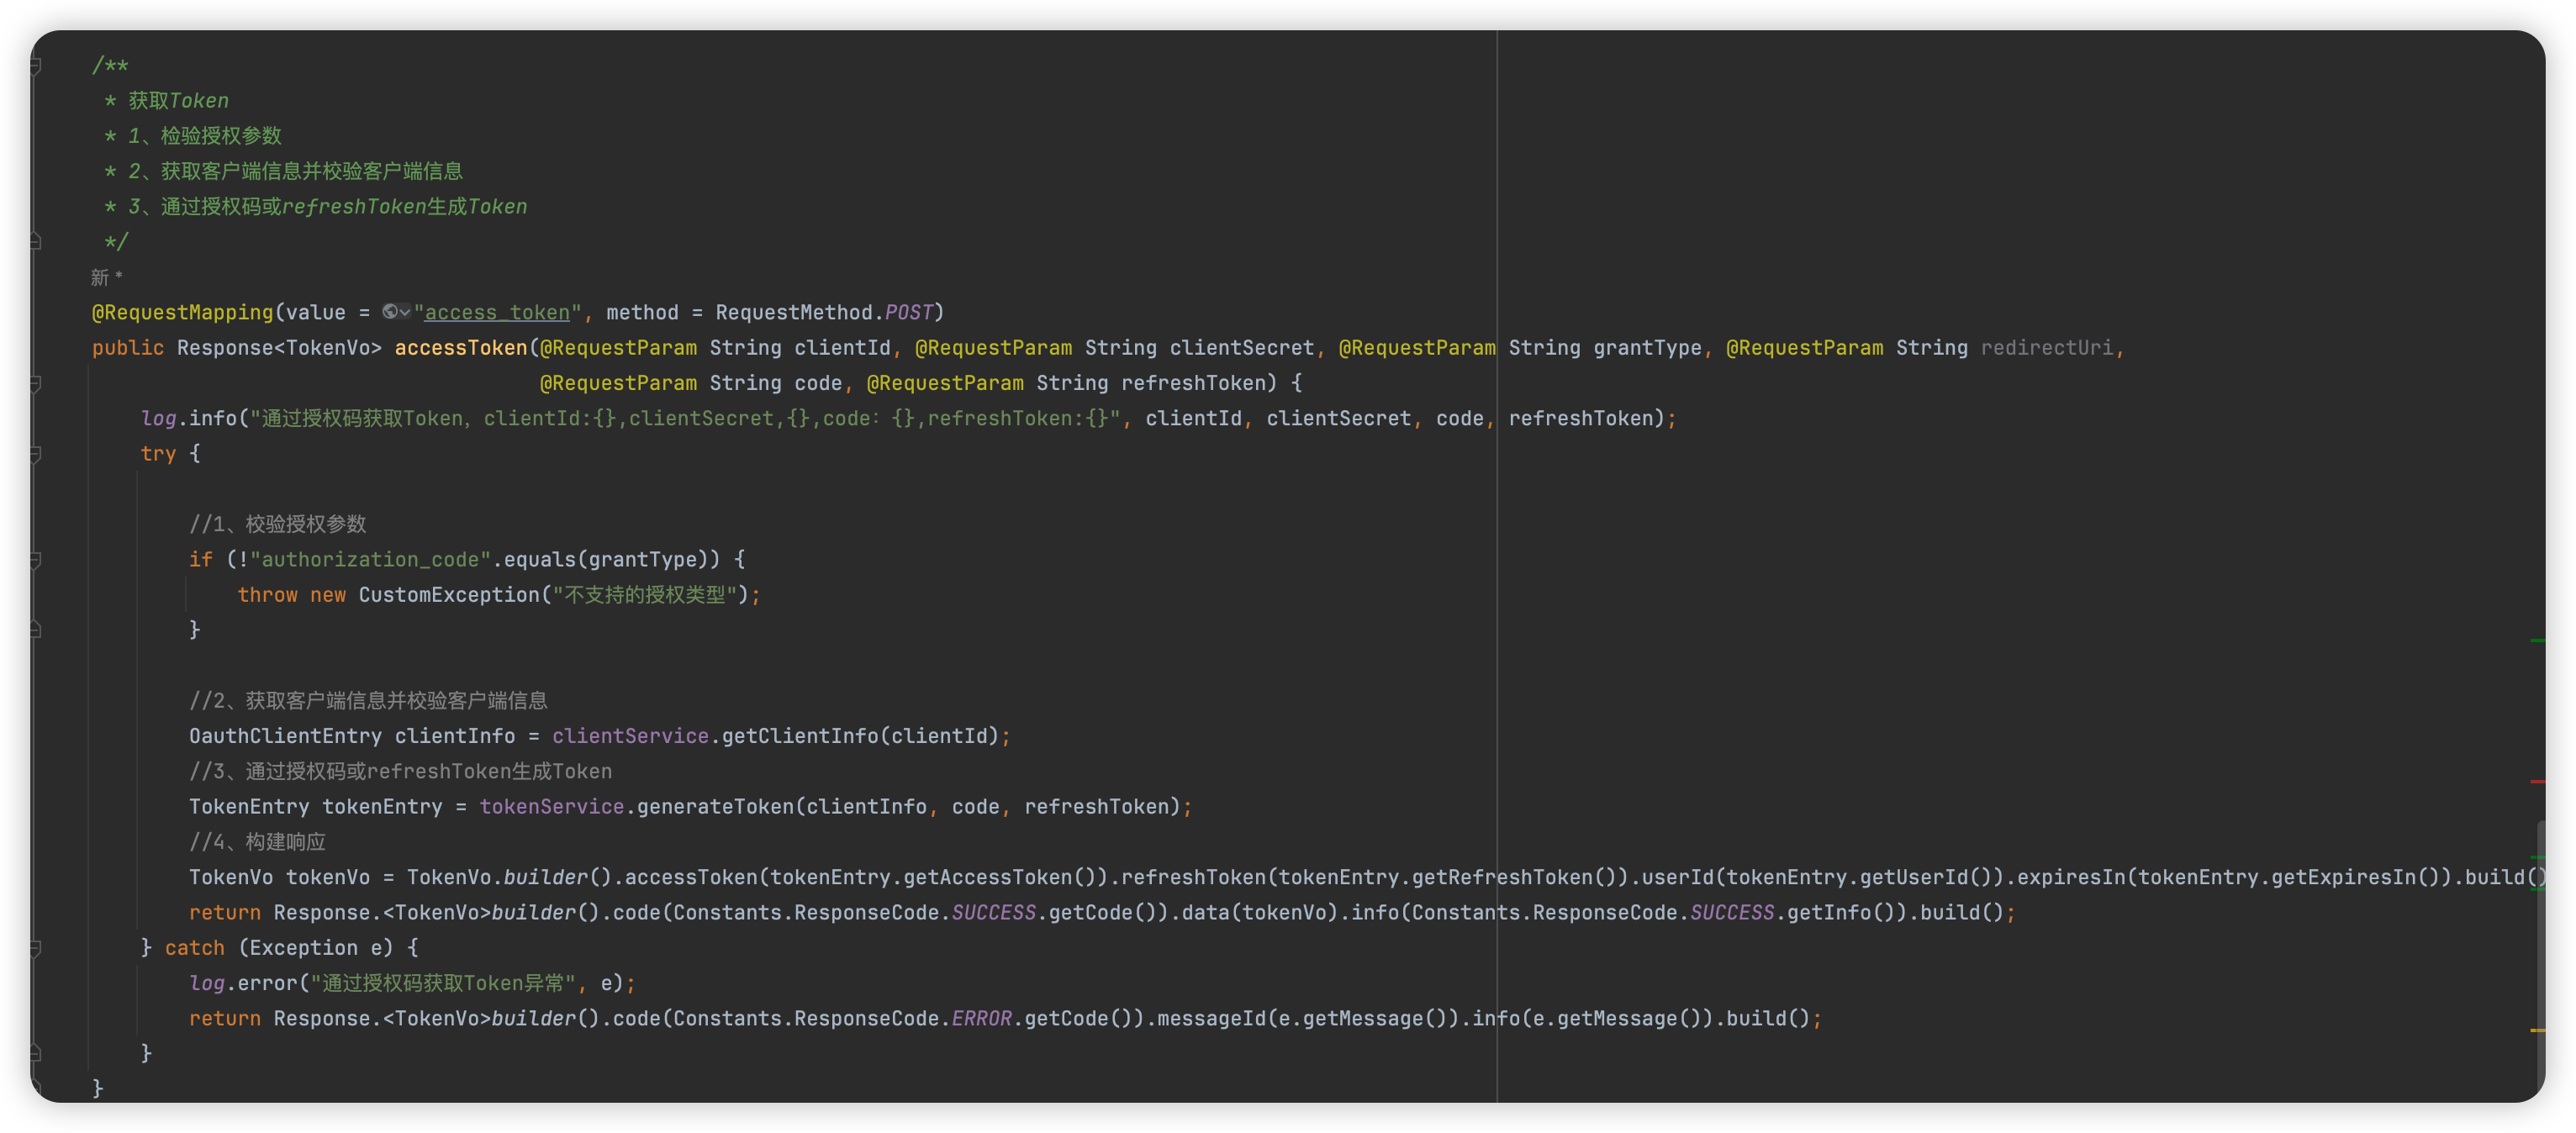 /**
 * 获取Token
 * 1、检验授权参数
 * 2、获取客户端信息并校验客户端信息
 * 3、通过授权码或refreshToken生成Token
 */
新 *
@RequestMapping(value = "access_token", method = RequestMethod.POST)
public Response<TokenVo> accessToken(@RequestParam String clientId, @RequestParam String clientSecret, @RequestParam String grantType, @RequestParam String redirectUri,
                                     @RequestParam String code, @RequestParam String refreshToken) {
    log.info("通过授权码获取Token，clientId:{},clientSecret,{},code：{},refreshToken:{}", clientId, clientSecret, code, refreshToken);
    try {
        //1、校验授权参数
        if (!"authorization_code".equals(grantType)) {
            throw new CustomException("不支持的授权类型");
        }
        //2、获取客户端信息并校验客户端信息
        OauthClientEntry clientInfo = clientService.getClientInfo(clientId);
        //3、通过授权码或refreshToken生成Token
        TokenEntry tokenEntry = tokenService.generateToken(clientInfo, code, refreshToken);
        //4、构建响应
        TokenVo tokenVo = TokenVo.builder().accessToken(tokenEntry.getAccessToken()).refreshToken(tokenEntry.getRefreshToken()).userId(tokenEntry.getUserId()).expiresIn(tokenEntry.getExpiresIn()).build()
        return Response.<TokenVo>builder().code(Constants.ResponseCode.SUCCESS.getCode()).data(tokenVo).info(Constants.ResponseCode.SUCCESS.getInfo()).build();
    } catch (Exception e) {
        log.error("通过授权码获取Token异常", e);
        return Response.<TokenVo>builder().code(Constants.ResponseCode.ERROR.getCode()).messageId(e.getMessage()).info(e.getMessage()).build();
    }
}